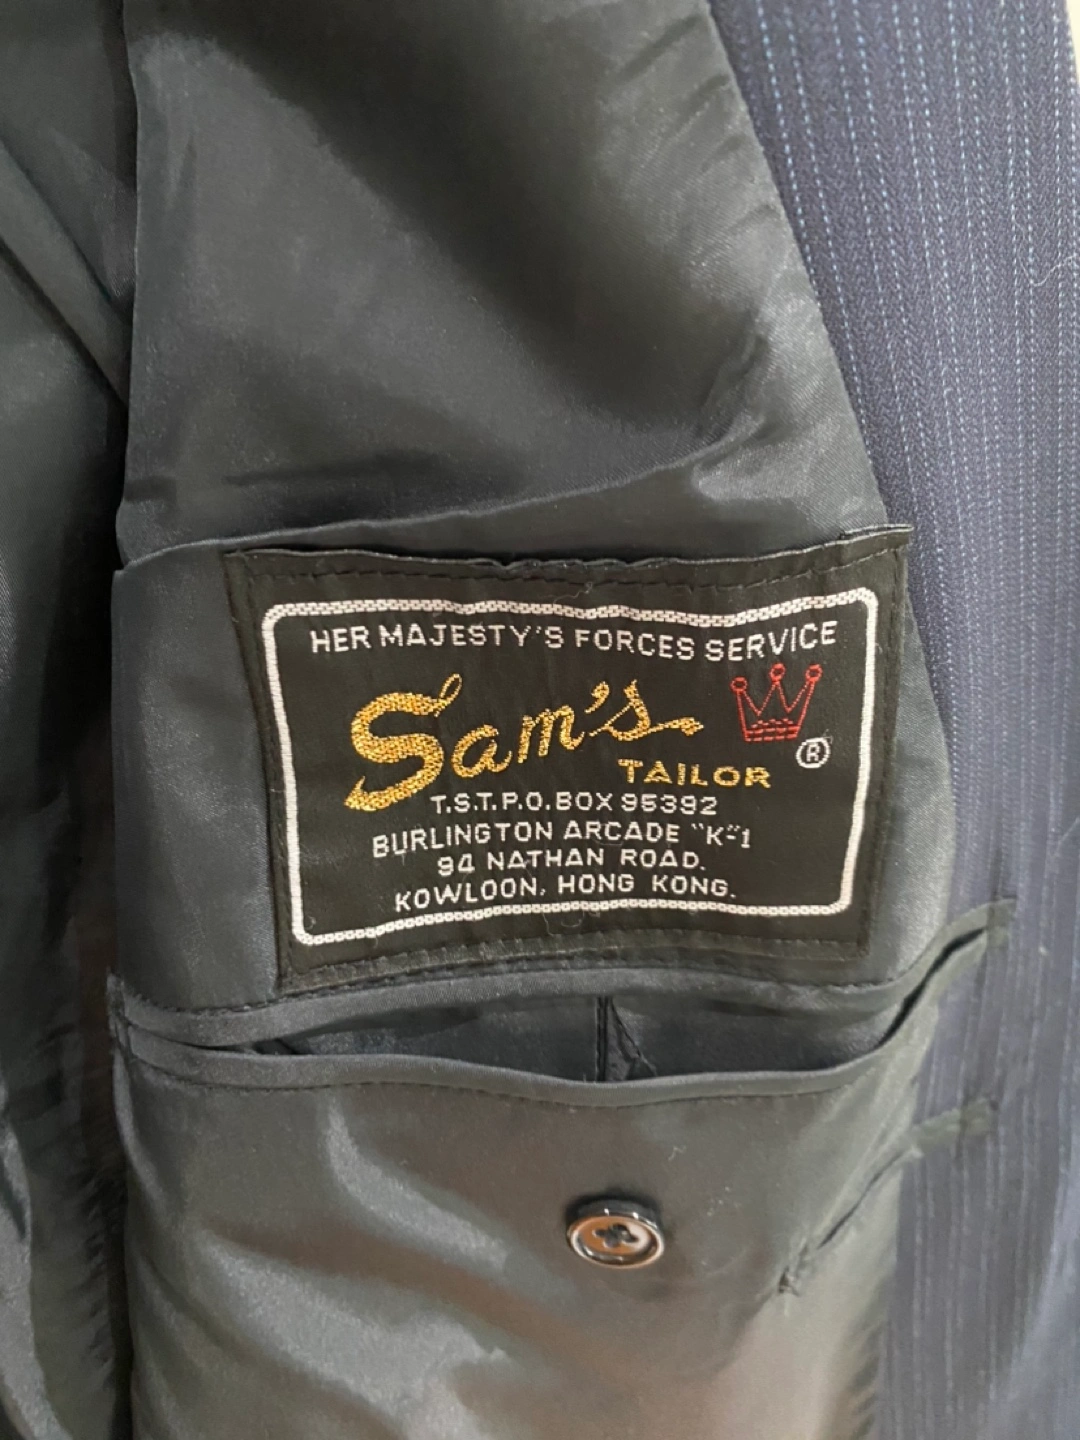 HER MAJESTY'S FORCES SERVICE
Sam's
TAILOR ®
T.S.T.P.O.BOX 95392
BURLINGTON ARCADE "K"1
94 NATHAN ROAD.
KOWLOON, HONG KONG.